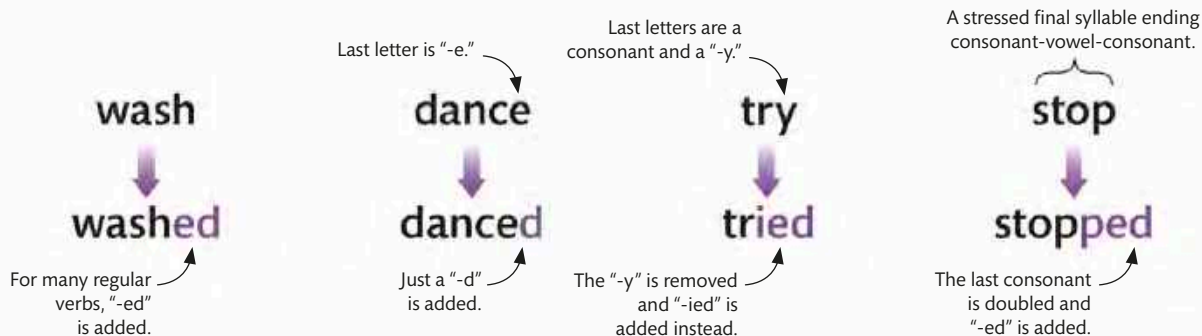 wash
washed
For many regular
verbs, “-ed”
is added.
Last letter is “-e.”
dance
danced
Just a “-d”
is added.
Last letters are a
consonant and a “-y.”
try
tried
The “-y” is removed
and “-ied” is
added instead.
A stressed final syllable ending
consonant-vowel-consonant.
stop
stopped
The last consonant
is doubled and
“-ed” is added.